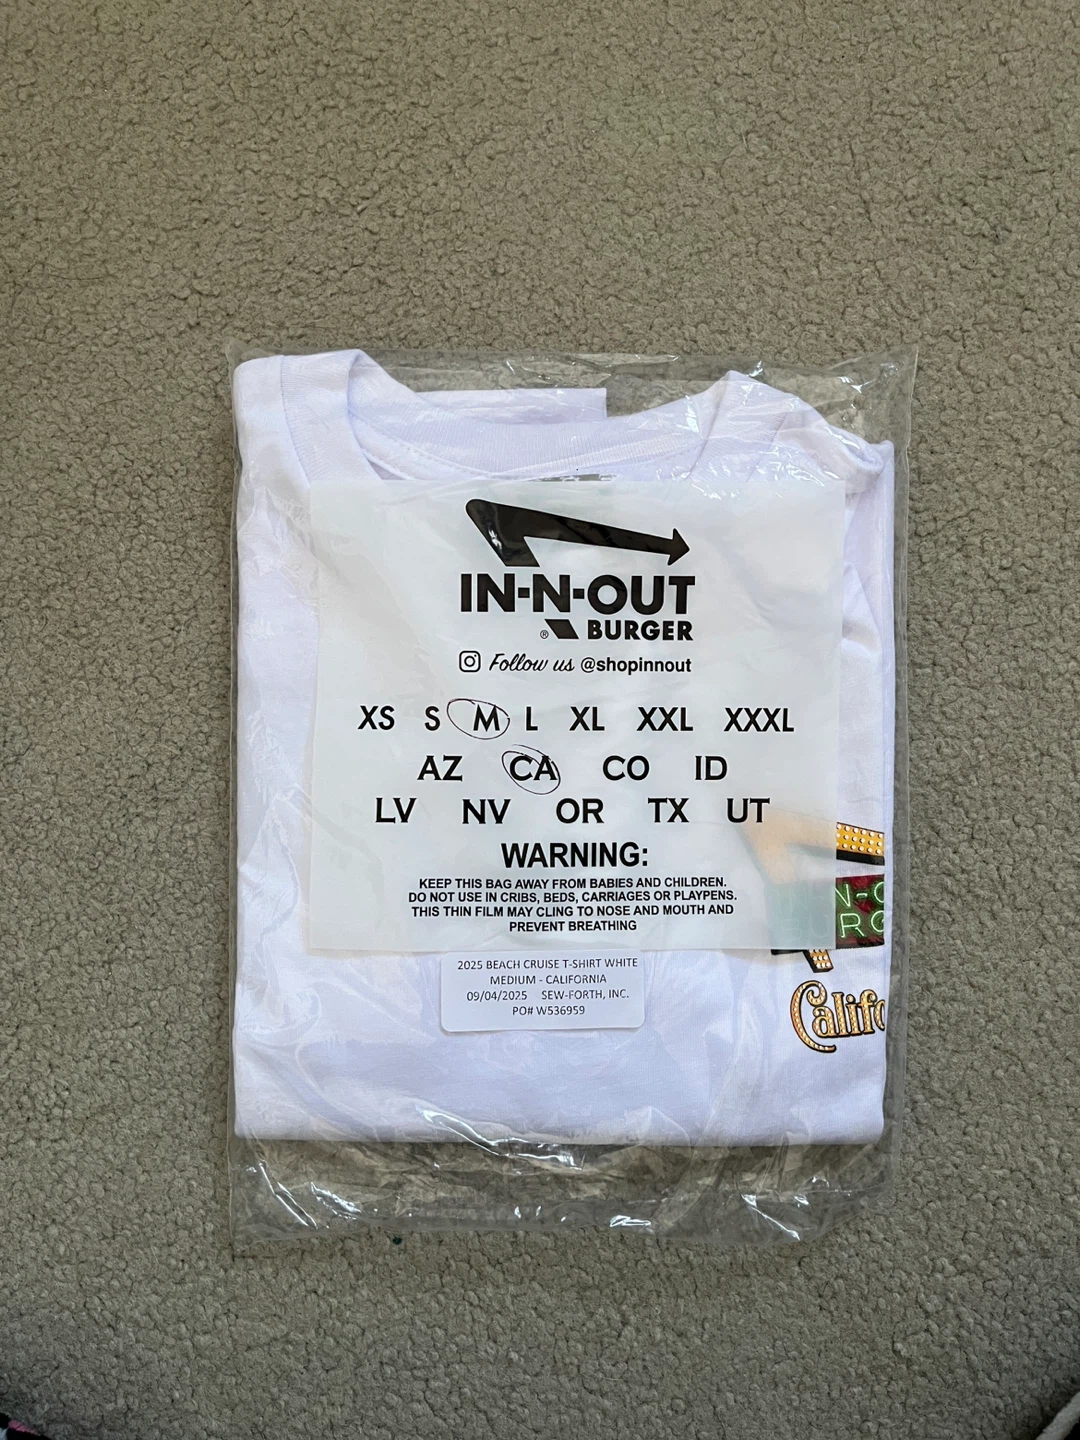 IN-N-OUT
® BURGER
Follow us @shopinnout
XS S M L XL XXL XXXL
AZ CA CO ID
LV NV OR TX UT
WARNING:
KEEP THIS BAG AWAY FROM BABIES AND CHILDREN.
DO NOT USE IN CRIBS, BEDS, CARRIAGES OR PLAYPENS.
THIS THIN FILM MAY CLING TO NOSE AND MOUTH AND
PREVENT BREATHING
N-O
URG
Califo
2025 BEACH CRUISE T-SHIRT WHITE
MEDIUM - CALIFORNIA
09/04/2025 SEW-FORTH, INC.
PO# W536959